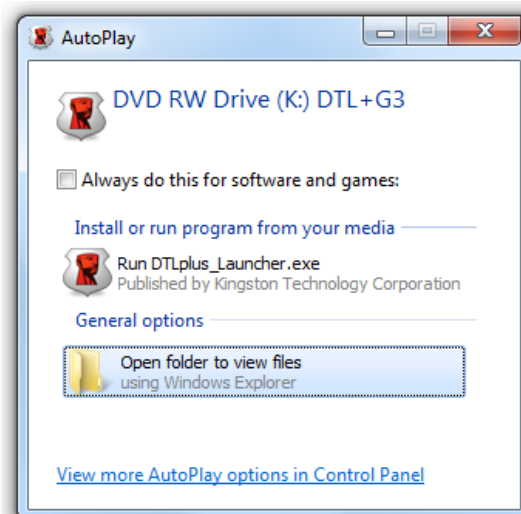 AutoPlay
DVD RW Drive (K:) DTL+G3
Always do this for software and games:
Install or run program from your media
Run DTLplus_Launcher.exe
Published by Kingston Technology Corporation
General options
Open folder to view files
using Windows Explorer
View more AutoPlay options in Control Panel